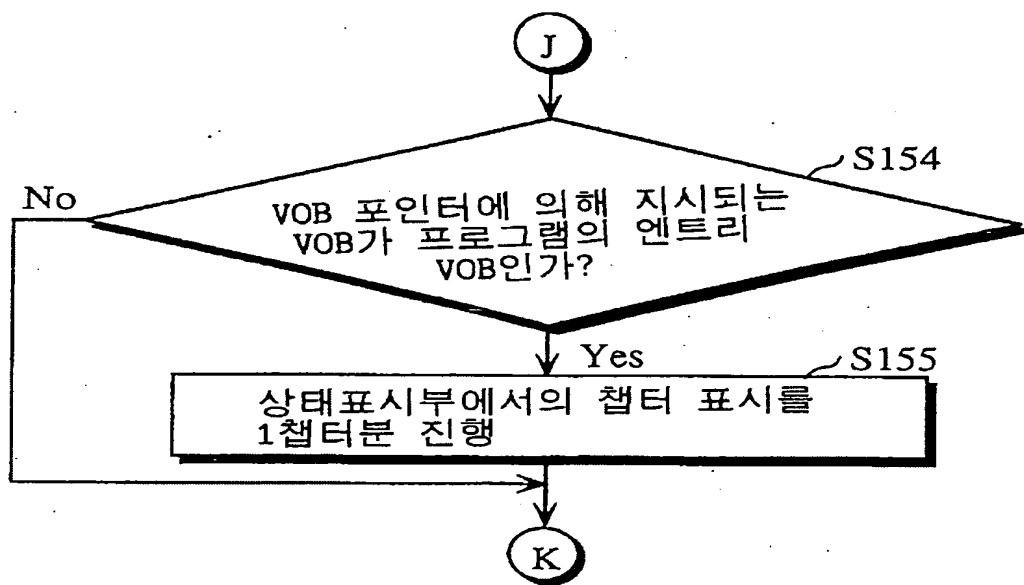 J
S154
No
VOB 포인터에 의해 지시되는
VOB가 프로그램의 엔트리
VOB인가?
Yes
S155
상태표시부에서의 챕터 표시를
1챕터분 진행
K